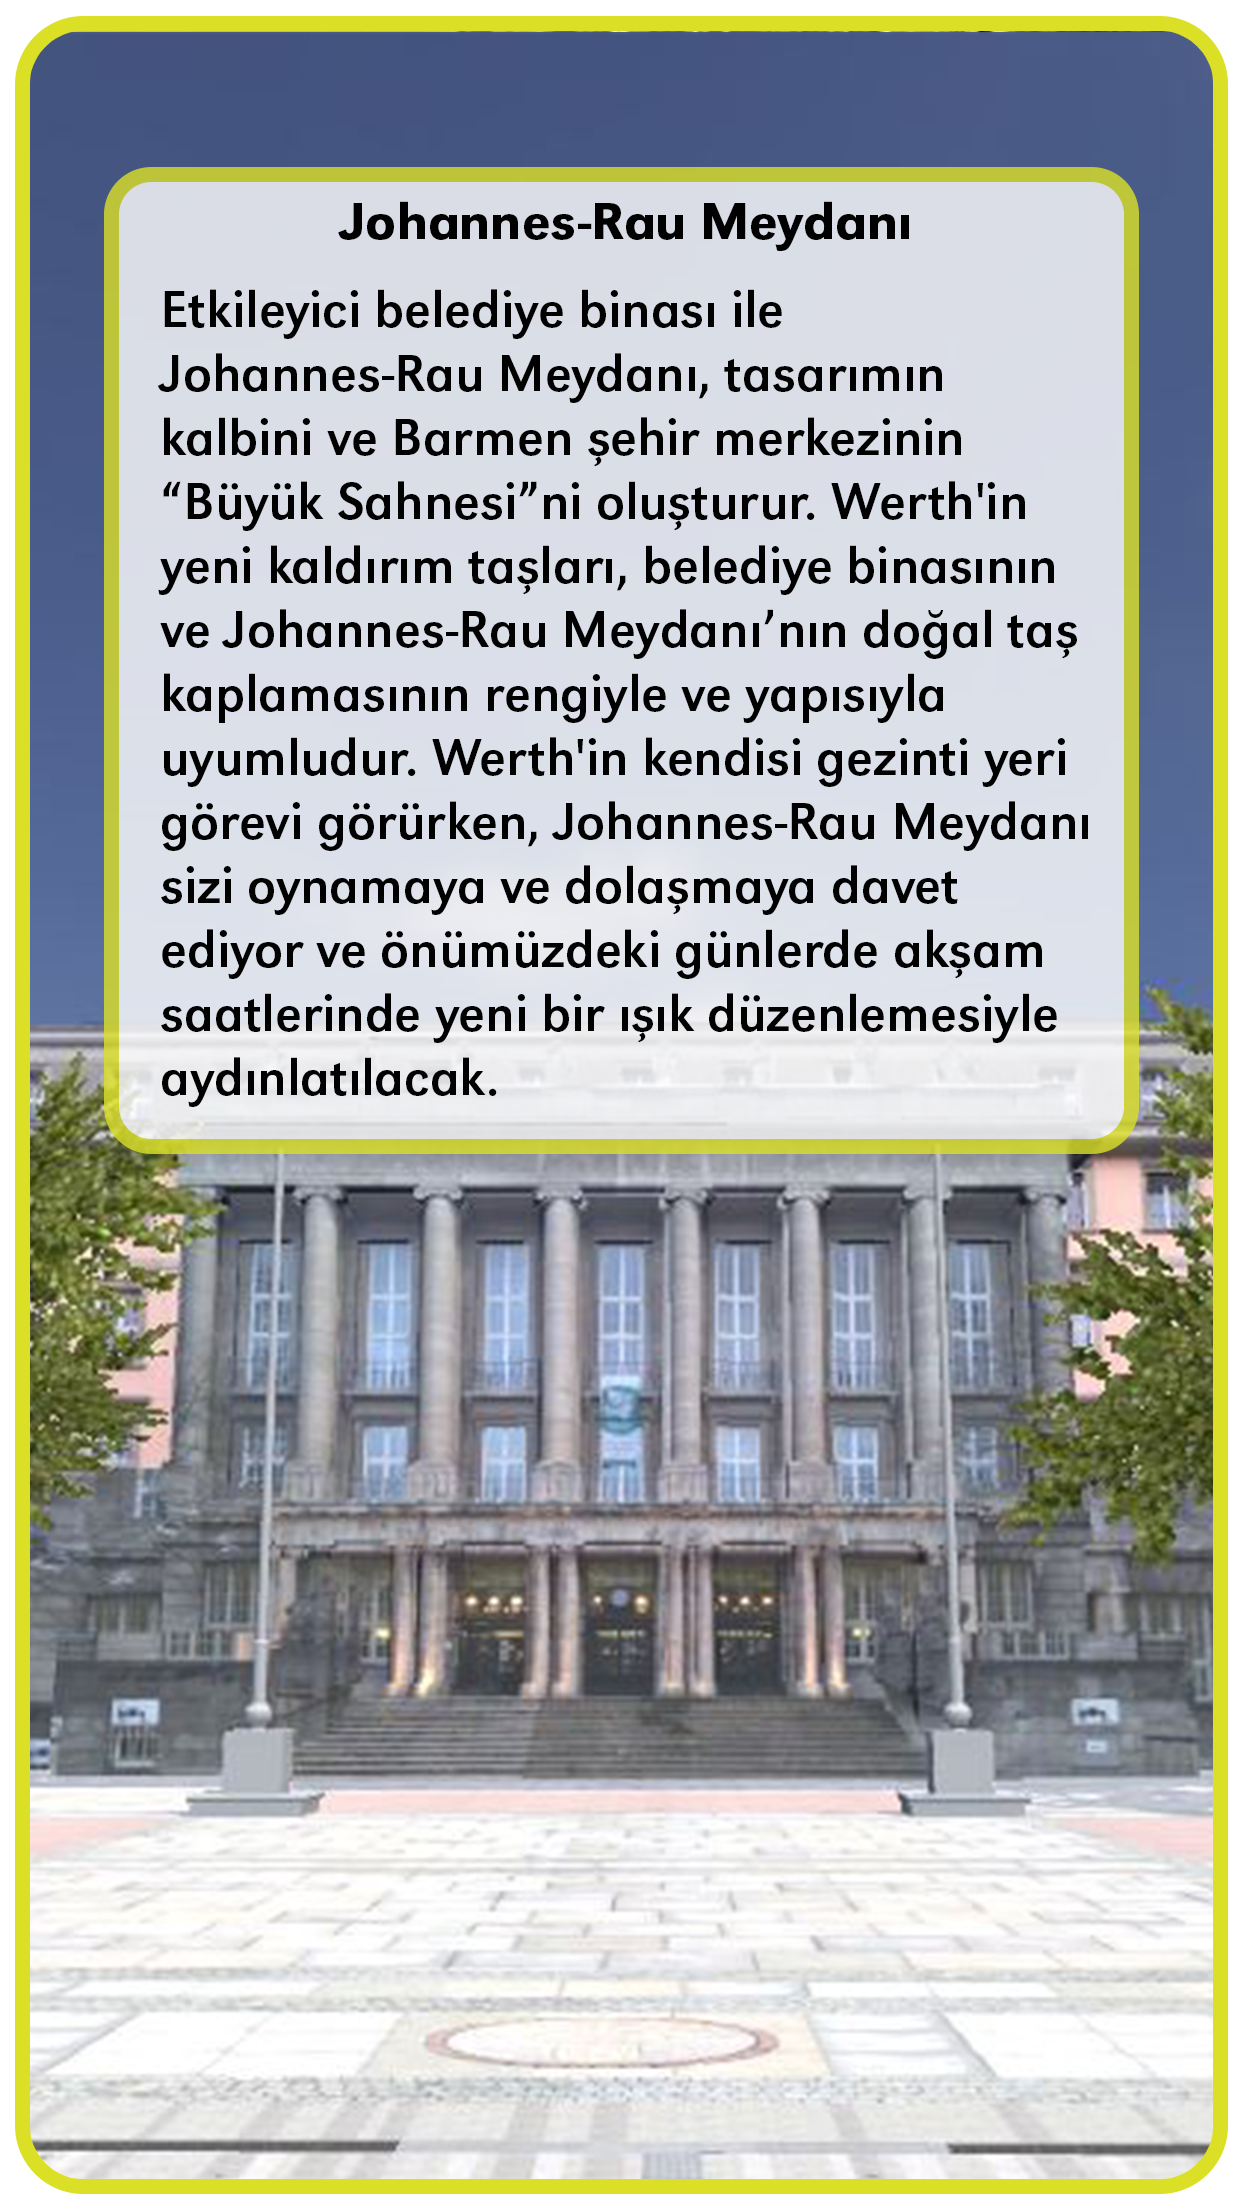 Johannes-Rau Meydanı
Etkileyici belediye binası ile
Johannes-Rau Meydanı, tasarımın
kalbini ve Barmen şehir merkezinin
“Büyük Sahnesi”ni oluşturur. Werth'in
yeni kaldırım taşları, belediye binasının
ve Johannes-Rau Meydanı’nın doğal taş
kaplamasının rengiyle ve yapısıyla
uyumludur. Werth'in kendisi gezinti yeri
görevi görürken, Johannes-Rau Meydanı
sizi oynamaya ve dolaşmaya davet
ediyor ve önümüzdeki günlerde akşam
saatlerinde yeni bir ışık düzenlemesiyle
aydınlatılacak.